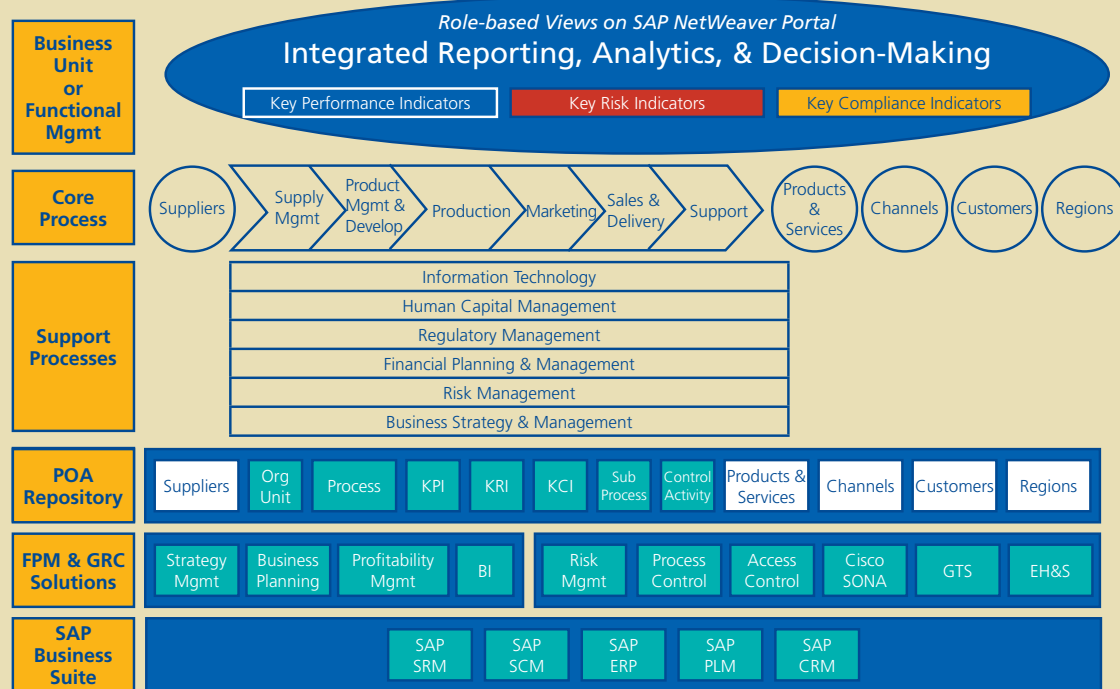 Business
Unit
or
Functional
Mgmt
Role-based Views on SAP NetWeaver Portal
Integrated Reporting, Analytics, & Decision-Making
Key Performance Indicators
Key Risk Indicators
Key Compliance Indicators
Core
Process
Suppliers
Supply
Mgmt
Product
Mgmt &
Develop
Production
Marketing
Sales &
Delivery
Support
Products
&
Services
Channels
Customers
Regions
Support
Processes
Information Technology
Human Capital Management
Regulatory Management
Financial Planning & Management
Risk Management
Business Strategy & Management
POA
Repository
Suppliers
Org
Unit
Process
KPI
KRI
KCI
Sub
Process
Control
Activity
Products &
Services
Channels
Customers
Regions
FPM & GRC
Solutions
Strategy
Mgmt
Business
Planning
Profitability
Mgmt
BI
Risk
Mgmt
Process
Control
Access
Control
Cisco
SONA
GTS
EH&S
SAP
Business
Suite
SAP
SRM
SAP
SCM
SAP
ERP
SAP
PLM
SAP
CRM